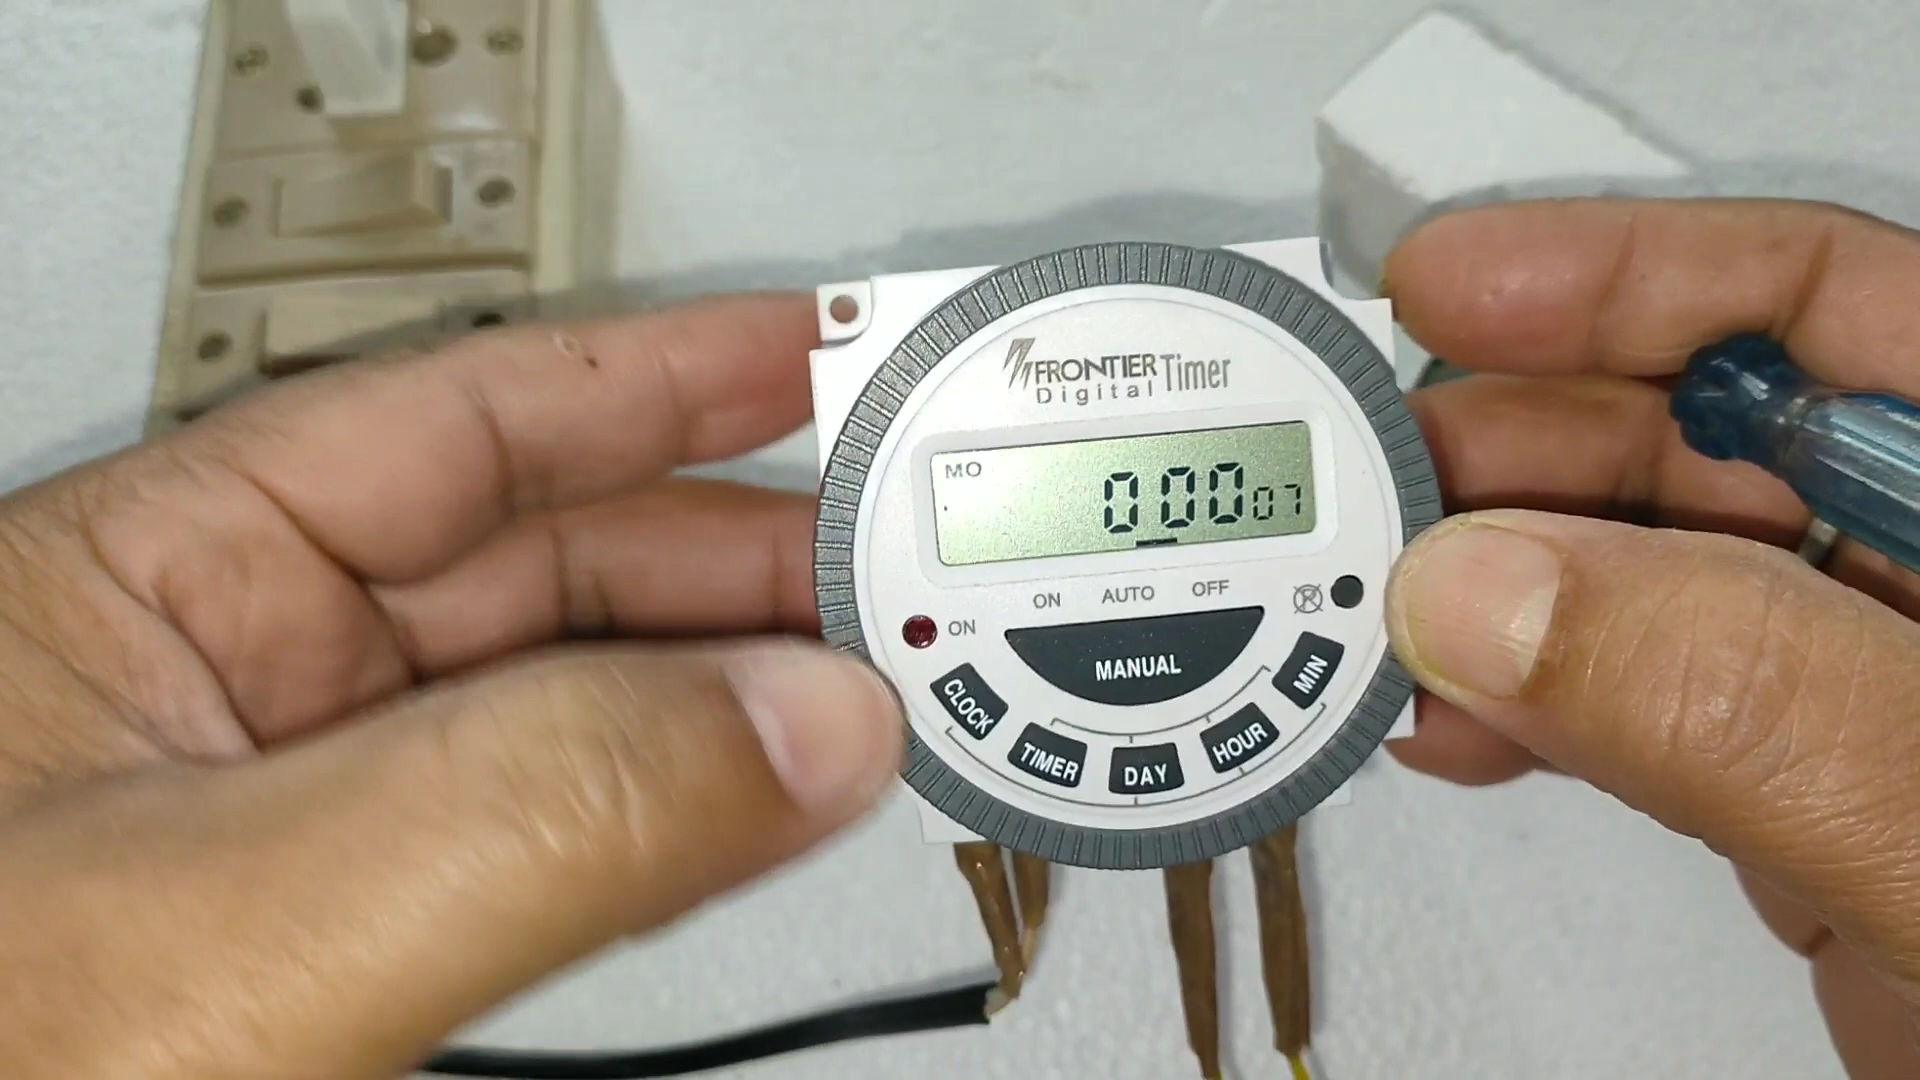 FRONTIER Timer
Digital
MO
0:00 07
ON AUTO OFF
ON
R
MANUAL
CLOCK
TIMER
DAY
HOUR
MIN